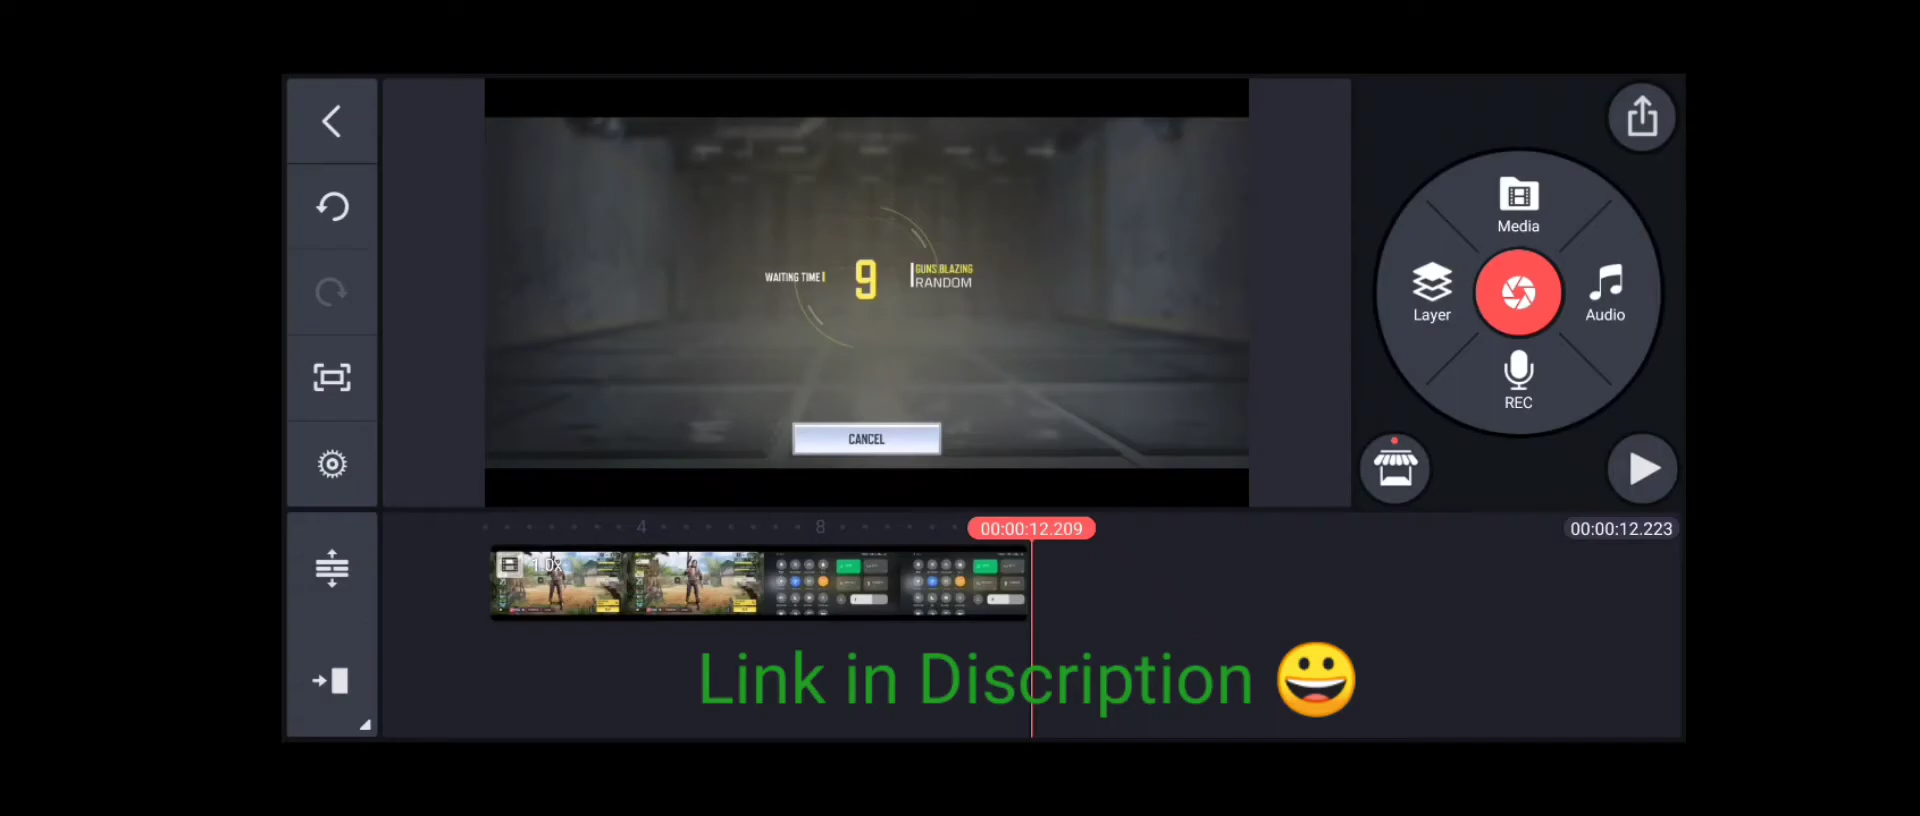 Media
Layer
Audio
REC
WAITING TIME
9
GUNS BLAZING
RANDOM
CANCEL
4
8
00:00:12.209
00:00:12.223
1.0x
Link in Discription 😀